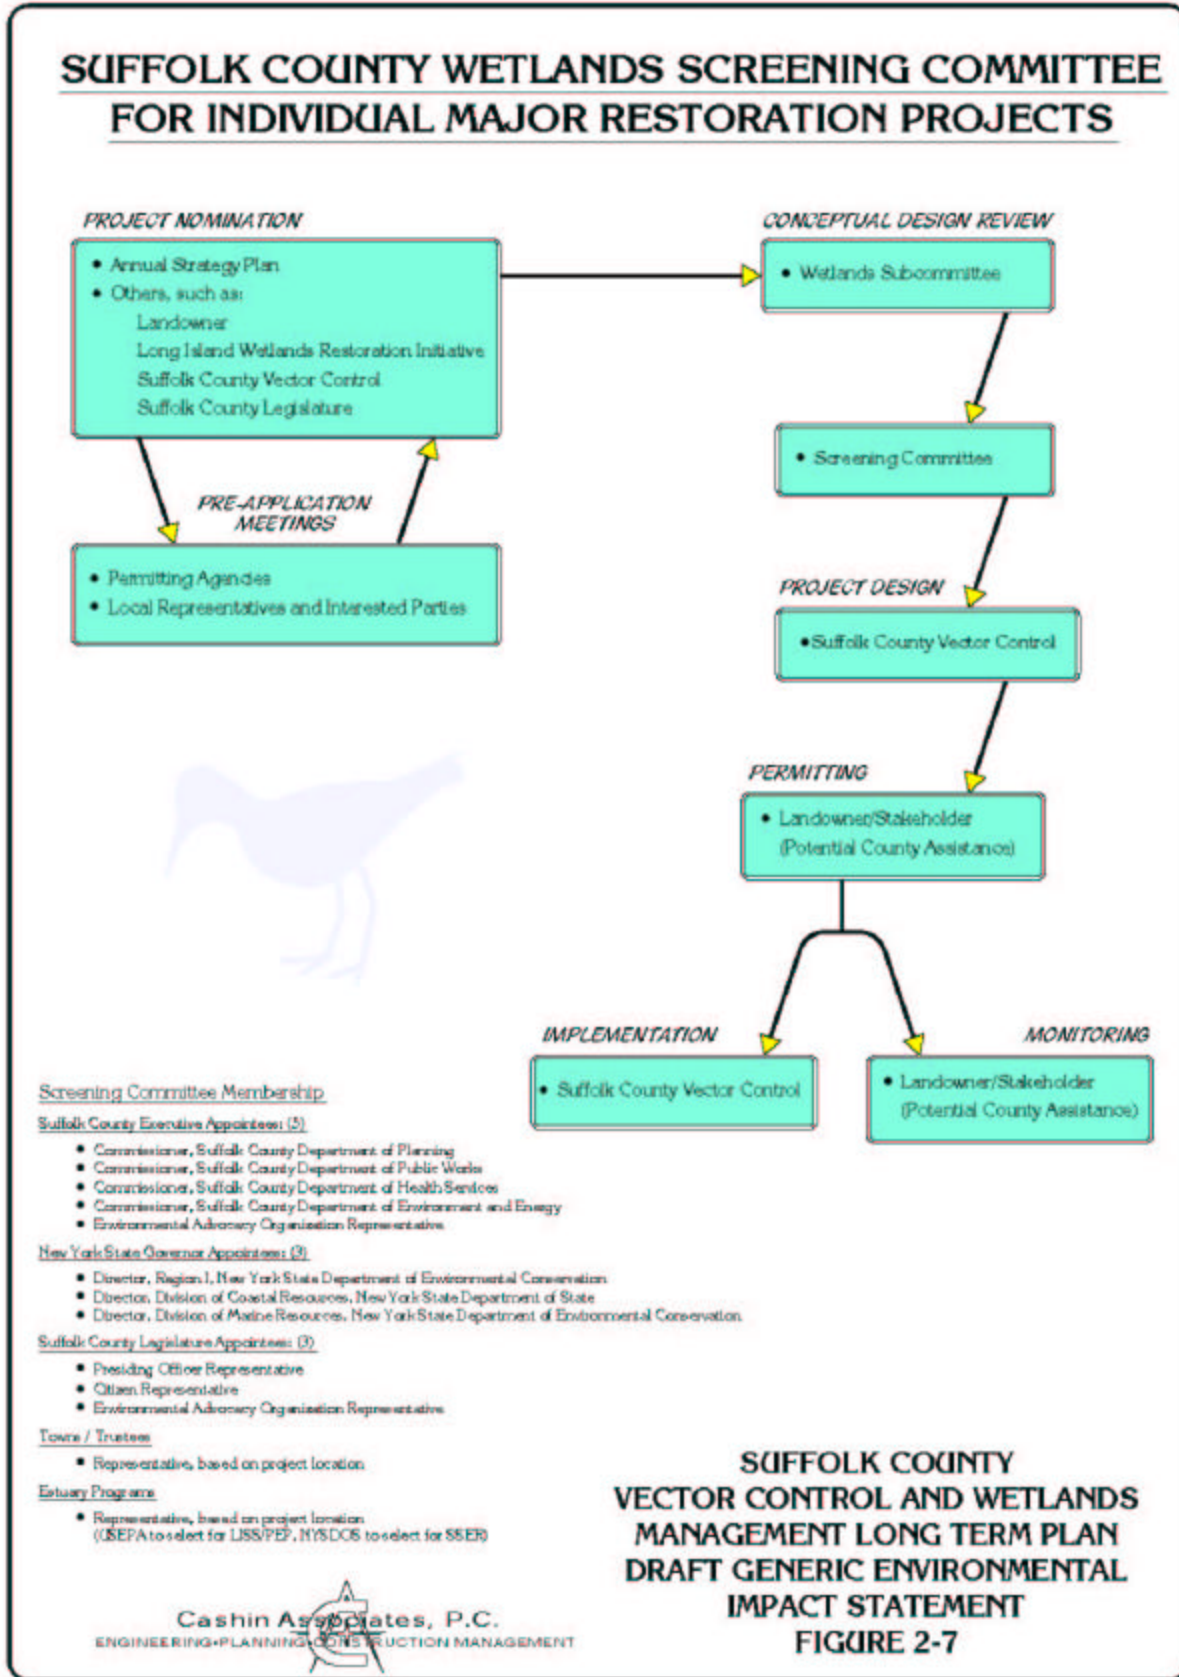 SUFFOLK COUNTY WETLANDS SCREENING COMMITTEE
FOR INDIVIDUAL MAJOR RESTORATION PROJECTS
PROJECT NOMINATION
• Annual Strategy Plan
• Others, such as:
Landowner
Long Island Wetlands Restoration Initiative
Suffolk County Vector Control
Suffolk County Legislature
PRE-APPLICATION
MEETINGS
• Permitting Agencies
• Local Representatives and Interested Parties
CONCEPTUAL DESIGN REVIEW
• Wetlands Subcommittee
• Screening Committee
PROJECT DESIGN
• Suffolk County Vector Control
PERMITTING
• Landowner/Stakeholder
(Potential County Assistance)
IMPLEMENTATION
• Suffolk County Vector Control
MONITORING
• Landowner/Stakeholder
(Potential County Assistance)
Screening Committee Membership
Suffolk County Executive Appointees: (5)
• Commissioner, Suffolk County Department of Planning
• Commissioner, Suffolk County Department of Public Works
• Commissioner, Suffolk County Department of Health Services
• Commissioner, Suffolk County Department of Environment and Energy
• Environmental Advocacy Organization Representative
New York State Governor Appointees: (3)
• Director, Region I, New York State Department of Environmental Conservation
• Director, Division of Coastal Resources, New York State Department of State
• Director, Division of Marine Resources, New York State Department of Environmental Conservation
Suffolk County Legislature Appointees: (3)
• Presiding Officer Representative
• Citizen Representative
• Environmental Advocacy Organization Representative
Towns / Trustees
• Representative, based on project location
Estuary Programs
• Representative, based on project location
(USEPA to select for LISS/PEP, NYSDOS to select for SSER)
Cashin Associates, P.C.
ENGINEERING•PLANNING•CONSTRUCTION MANAGEMENT
SUFFOLK COUNTY
VECTOR CONTROL AND WETLANDS
MANAGEMENT LONG TERM PLAN
DRAFT GENERIC ENVIRONMENTAL
IMPACT STATEMENT
FIGURE 2-7